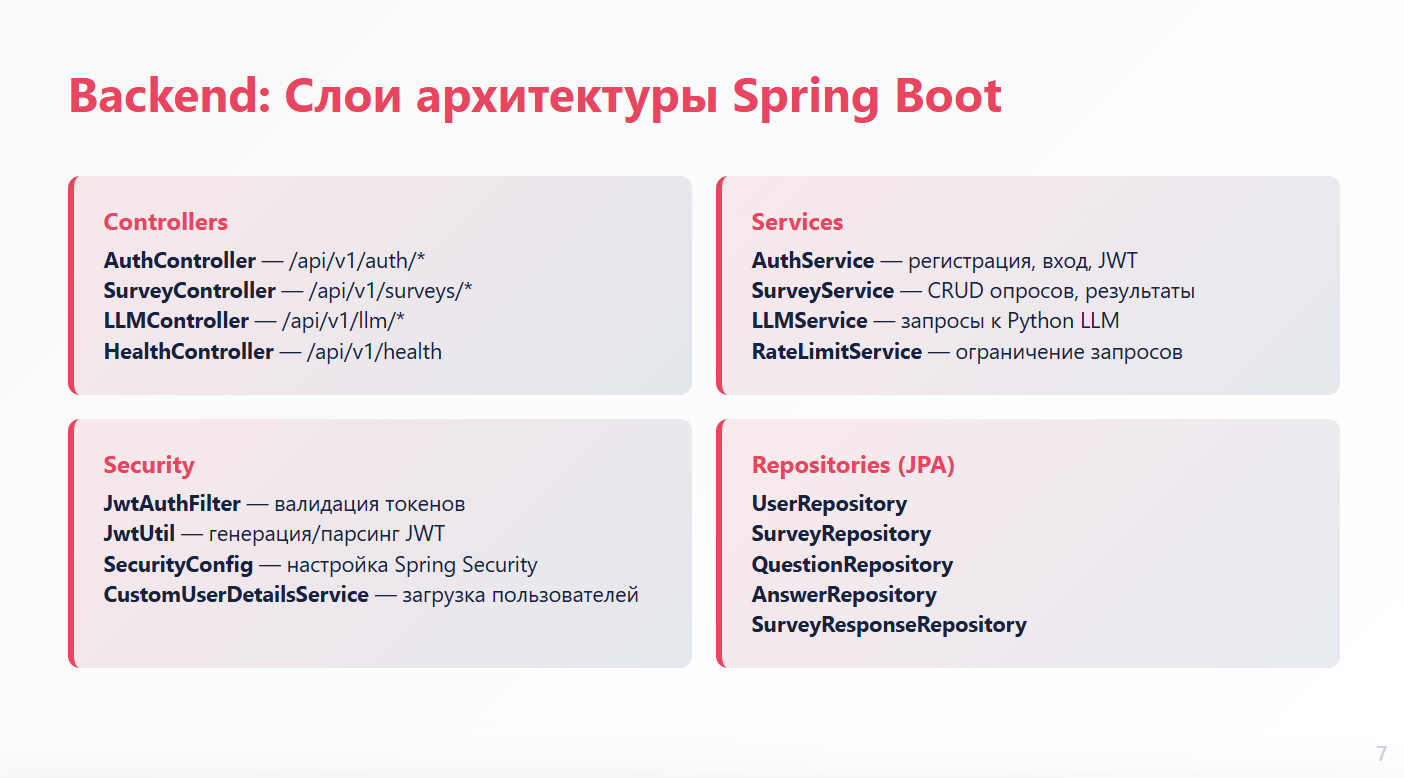 Backend: Слои архитектуры Spring Boot
Controllers
AuthController — /api/v1/auth/*
SurveyController — /api/v1/surveys/*
LLMController — /api/v1/llm/*
HealthController — /api/v1/health
Services
AuthService — регистрация, вход, JWT
SurveyService — CRUD опросов, результаты
LLMService — запросы к Python LLM
RateLimitService — ограничение запросов
Security
JwtAuthFilter — валидация токенов
JwtUtil — генерация/парсинг JWT
SecurityConfig — настройка Spring Security
CustomUserDetailsService — загрузка пользователей
Repositories (JPA)
UserRepository
SurveyRepository
QuestionRepository
AnswerRepository
SurveyResponseRepository
7